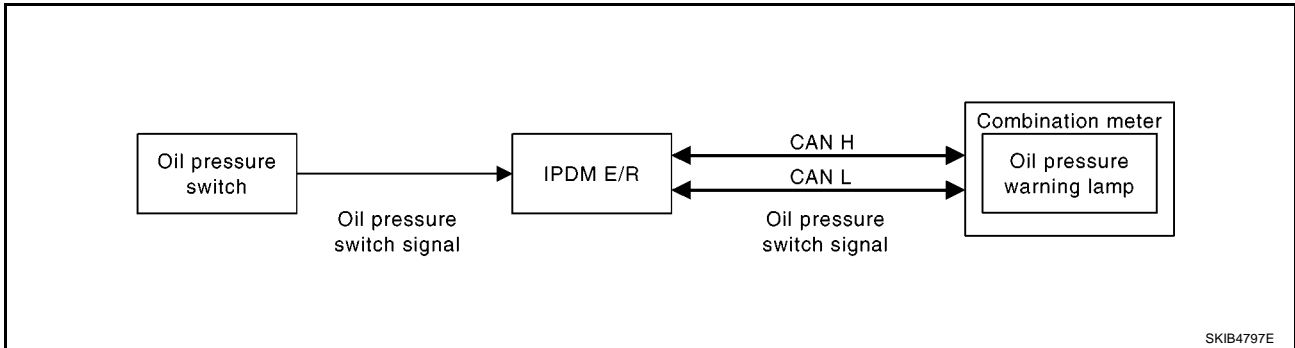 Oil pressure
switch
Oil pressure
switch signal
IPDM E/R
CAN H
CAN L
Oil pressure
switch signal
Combination meter
Oil pressure
warning lamp
SKIB4797E